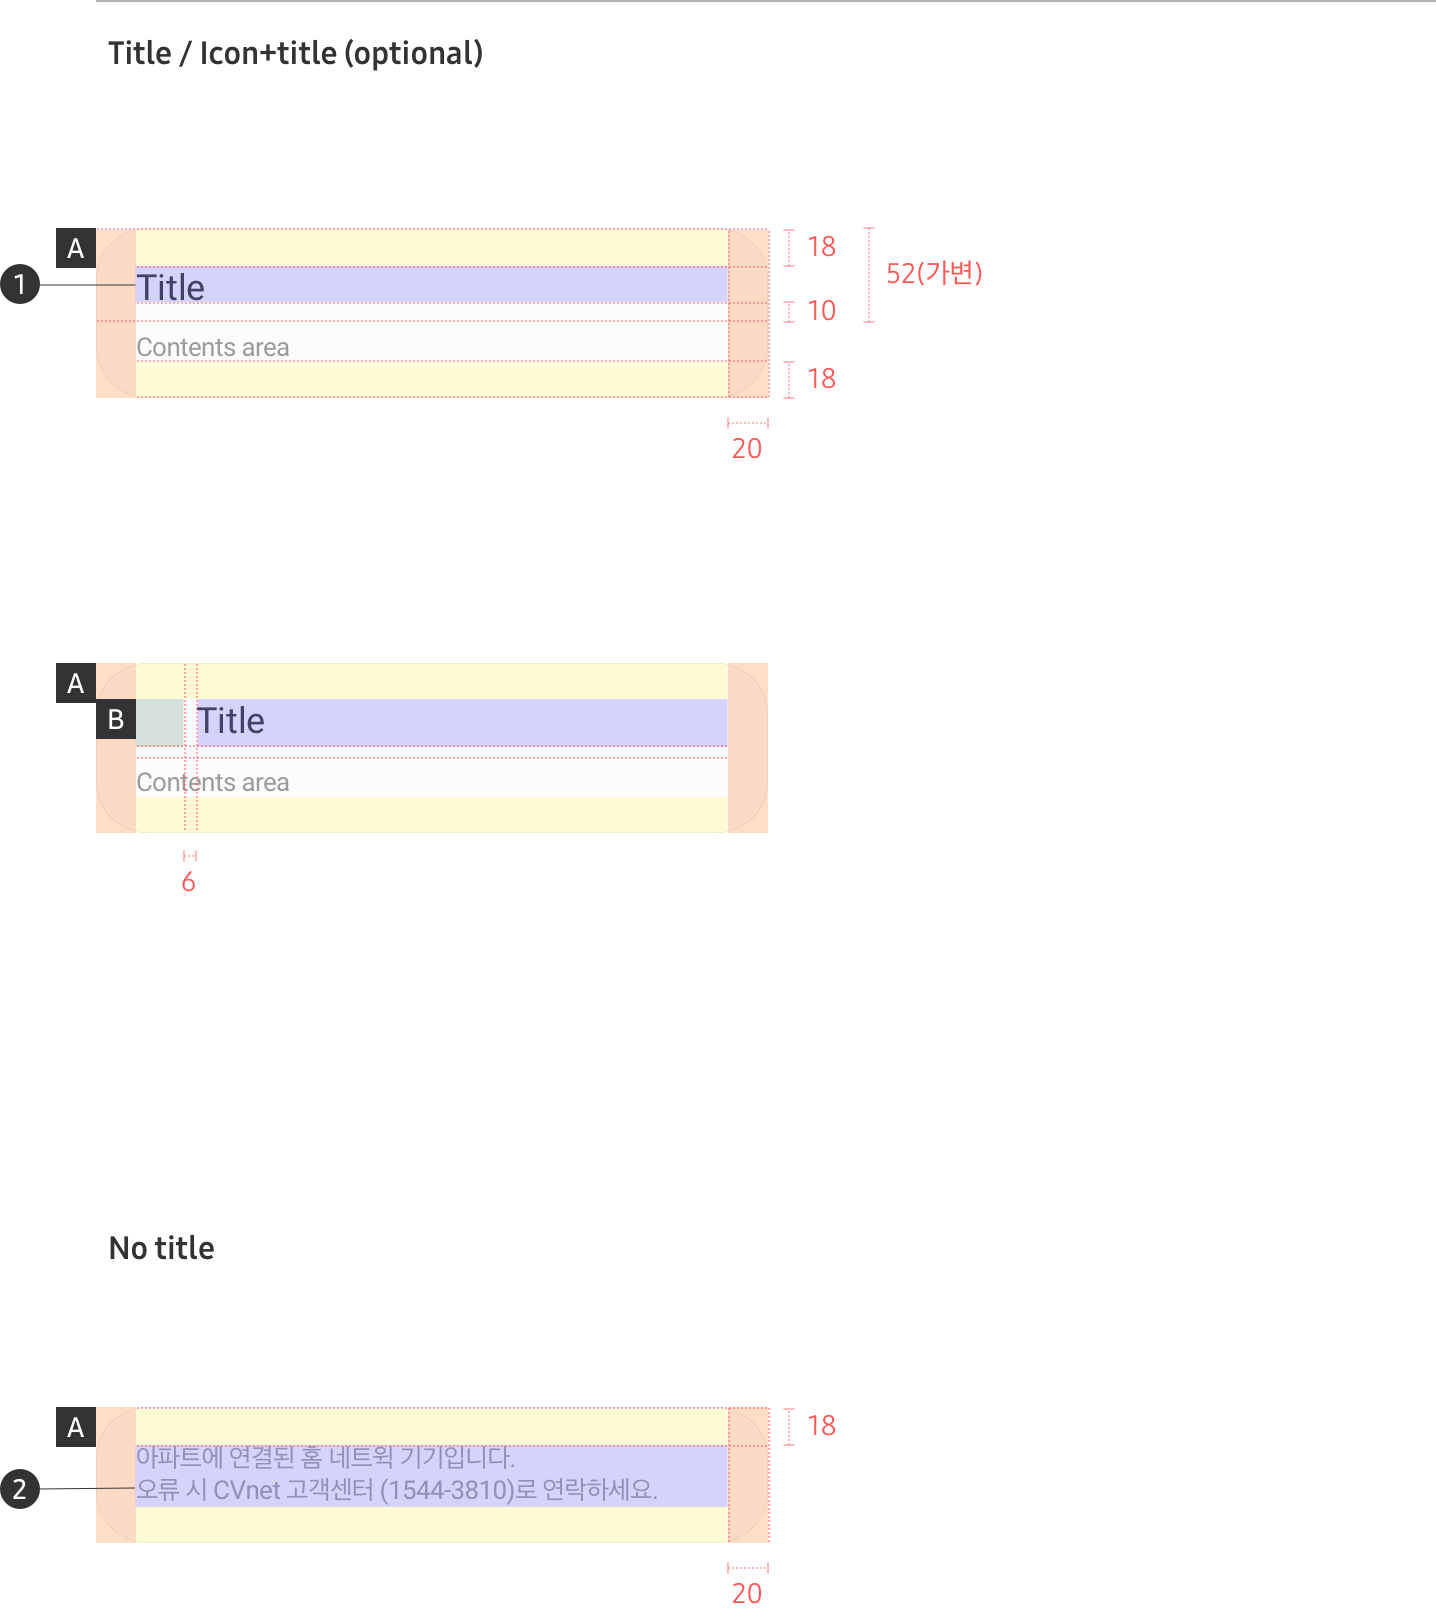 Title / Icon+title (optional)
A
18
1
Title
52(가변)
10
Contents area
18
20
A
B
Title
Contents area
6
No title
A
18
아파트에 연결된 홈 네트웍 기기입니다.
2
오류 시 CVnet 고객센터 (1544-3810)로 연락하세요.
20